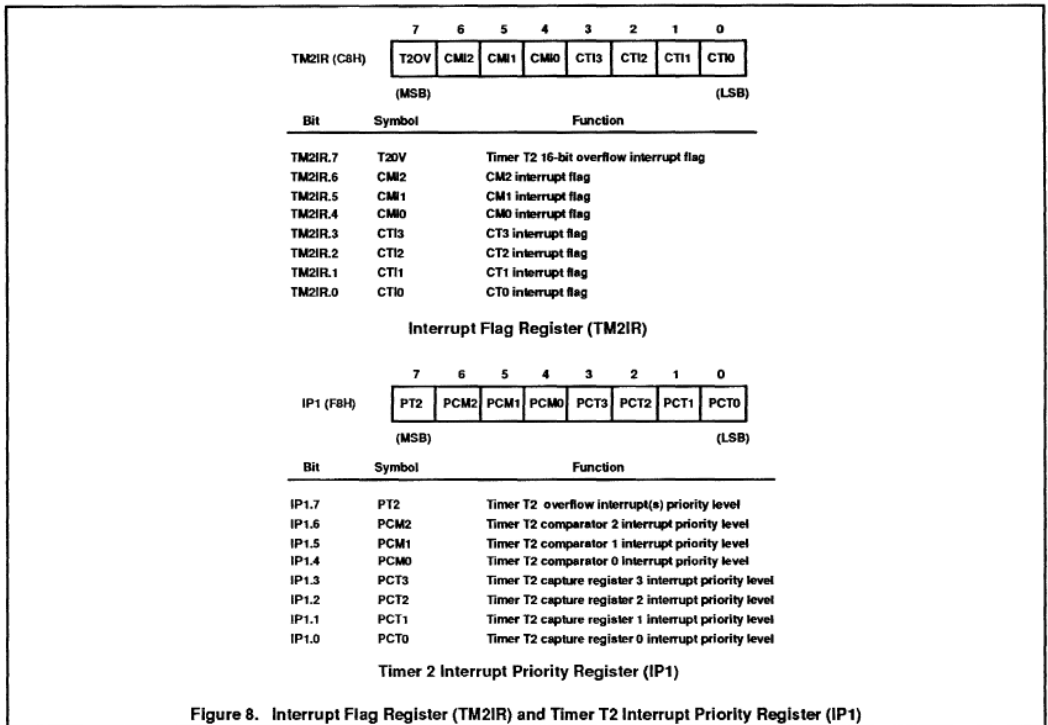 7 6 5 4 3 2 1 0
TM2IR (C8H) T2OV CMI2 CMI1 CMI0 CTI3 CTI2 CTI1 CTI0
(MSB) (LSB)
Bit Symbol Function
TM2IR.7 T2OV Timer T2 16-bit overflow interrupt flag
TM2IR.6 CMI2 CM2 interrupt flag
TM2IR.5 CMI1 CM1 interrupt flag
TM2IR.4 CMI0 CM0 interrupt flag
TM2IR.3 CTI3 CT3 interrupt flag
TM2IR.2 CTI2 CT2 interrupt flag
TM2IR.1 CTI1 CT1 interrupt flag
TM2IR.0 CTI0 CT0 interrupt flag
Interrupt Flag Register (TM2IR)
7 6 5 4 3 2 1 0
IP1 (F8H) PT2 PCM2 PCM1 PCM0 PCT3 PCT2 PCT1 PCT0
(MSB) (LSB)
Bit Symbol Function
IP1.7 PT2 Timer T2 overflow interrupt(s) priority level
IP1.6 PCM2 Timer T2 comparator 2 interrupt priority level
IP1.5 PCM1 Timer T2 comparator 1 interrupt priority level
IP1.4 PCM0 Timer T2 comparator 0 interrupt priority level
IP1.3 PCT3 Timer T2 capture register 3 interrupt priority level
IP1.2 PCT2 Timer T2 capture register 2 interrupt priority level
IP1.1 PCT1 Timer T2 capture register 1 interrupt priority level
IP1.0 PCT0 Timer T2 capture register 0 interrupt priority level
Timer 2 Interrupt Priority Register (IP1)
Figure 8. Interrupt Flag Register (TM2IR) and Timer T2 Interrupt Priority Register (IP1)